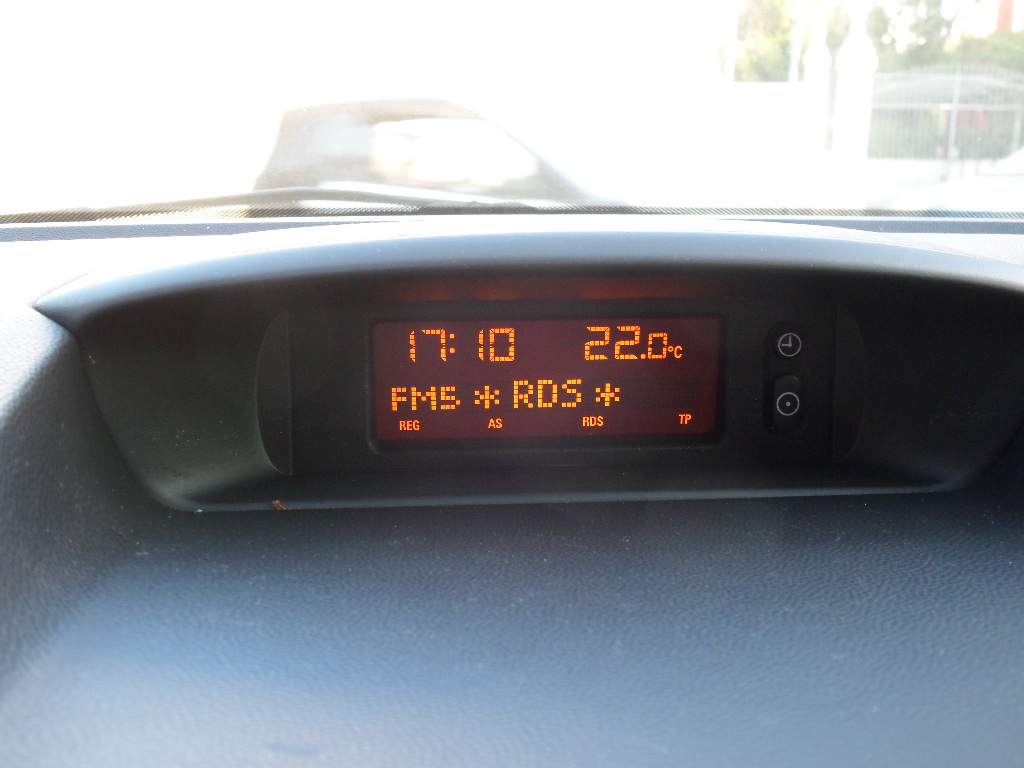 17:10 22.0°C
FM5 * RDS *
REG AS RDS TP